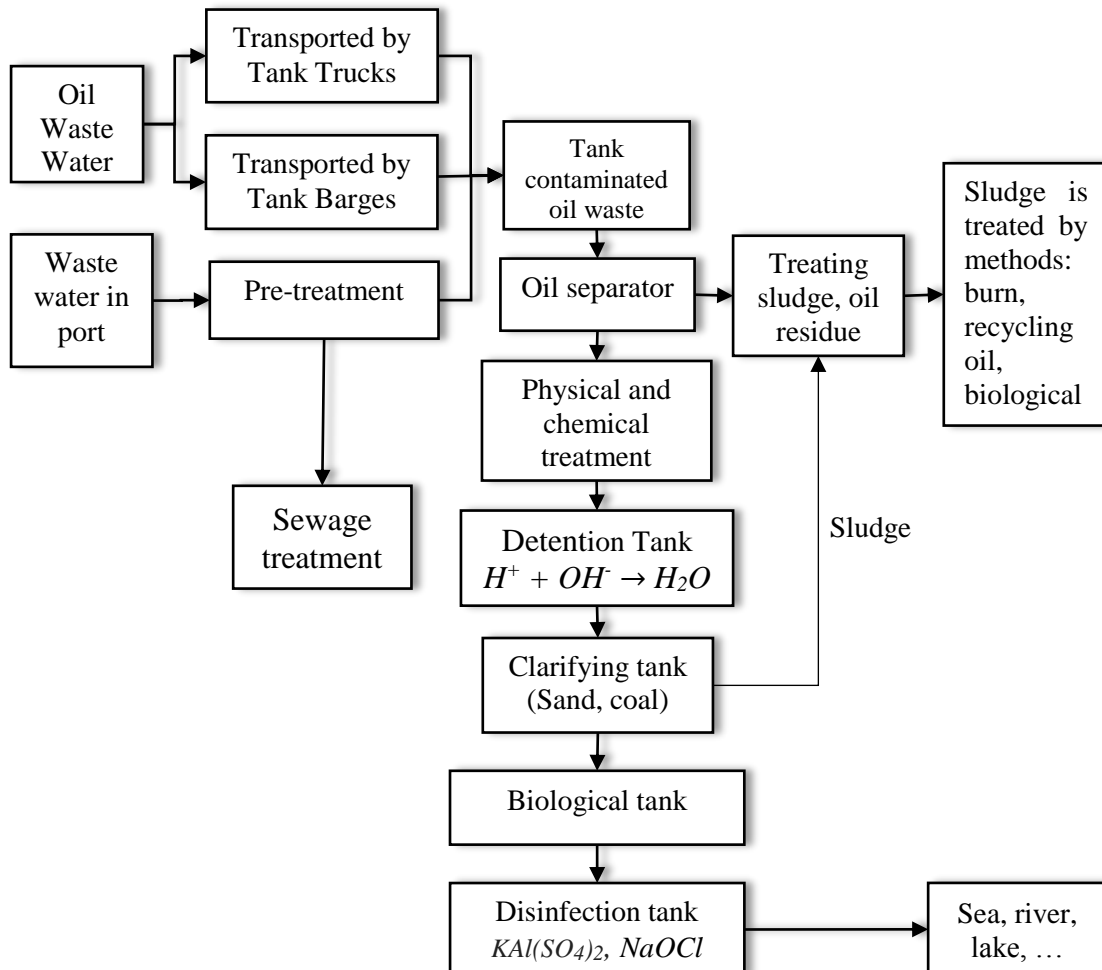 Oil
Waste
Water
Transported by
Tank Trucks
Transported by
Tank Barges
Waste
water in
port
Pre-treatment
Sewage
treatment
Tank
contaminated
oil waste
Oil separator
Treating
sludge, oil
residue
Sludge is
treated by
methods:
burn,
recycling
oil,
biological
Physical and
chemical
treatment
Detention Tank
H⁺ + OH⁻ → H₂O
Sludge
Clarifying tank
(Sand, coal)
Biological tank
Disinfection tank
KAl(SO₄)₂, NaOCl
Sea, river,
lake, …